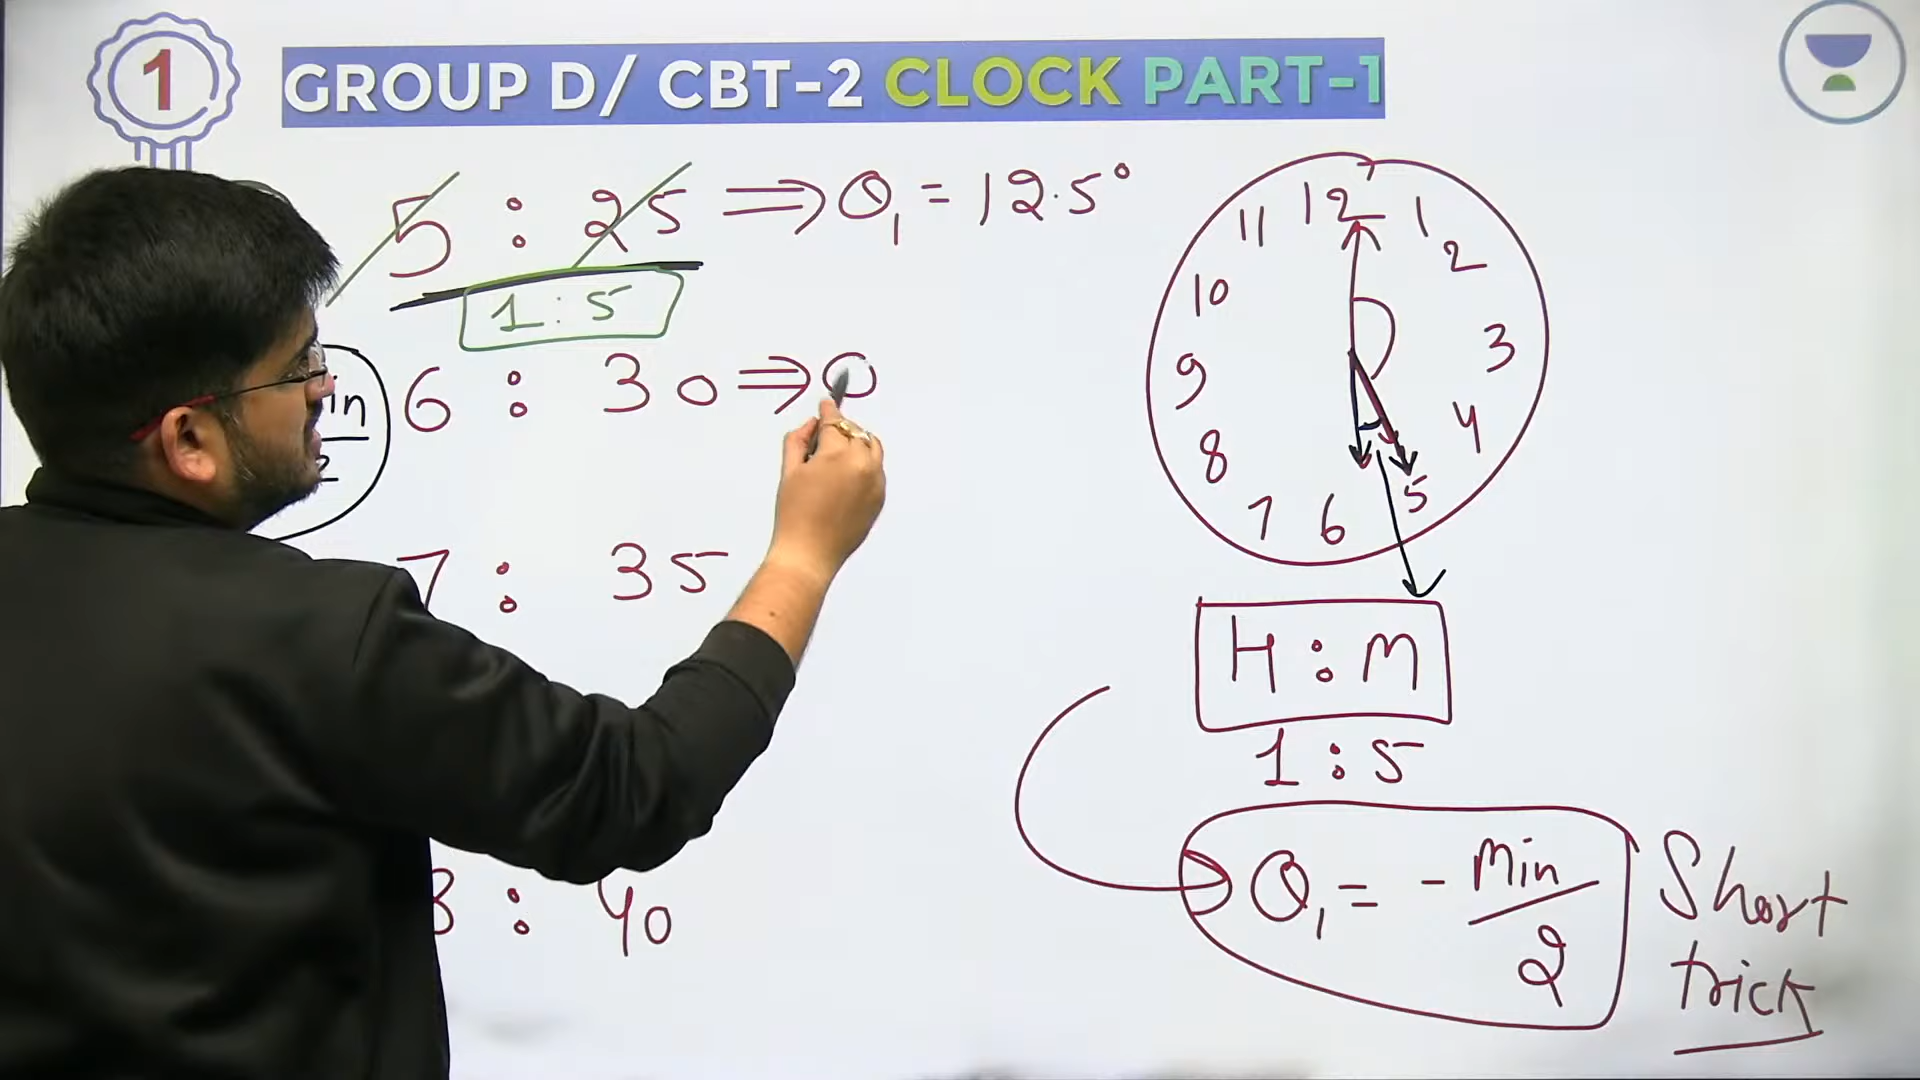 1
GROUP D/ CBT-2 CLOCK PART-1
5 : 25 ⇒ θ₁ = 12.5°
1 : 5
6 : 30 ⇒ θ
in
2
7 : 35
8 : 40
12
1
2
3
4
5
6
7
8
9
10
11
H : M
1 : 5
θ₁ = - Min/2
Short
trick